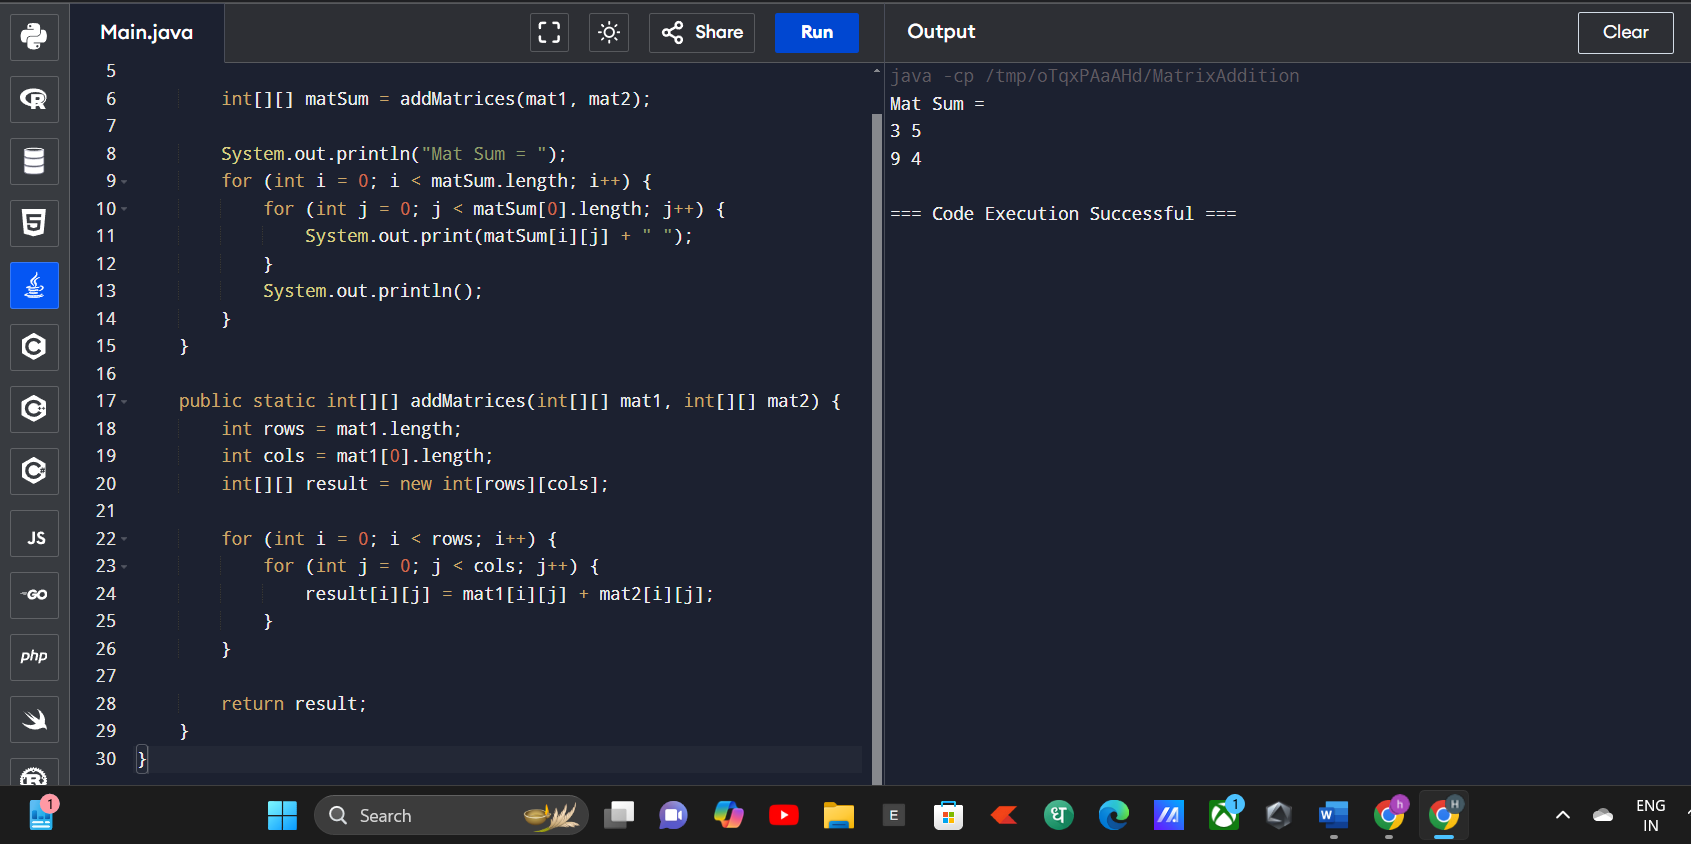 Main.java
Share
Run
Output
Clear
5
6 int[][] matSum = addMatrices(mat1, mat2);
7
8 System.out.println("Mat Sum = ");
9 for (int i = 0; i < matSum.length; i++) {
10 for (int j = 0; j < matSum[0].length; j++) {
11 System.out.print(matSum[i][j] + " ");
12 }
13 System.out.println();
14 }
15 }
16
17 public static int[][] addMatrices(int[][] mat1, int[][] mat2) {
18 int rows = mat1.length;
19 int cols = mat1[0].length;
20 int[][] result = new int[rows][cols];
21
22 for (int i = 0; i < rows; i++) {
23 for (int j = 0; j < cols; j++) {
24 result[i][j] = mat1[i][j] + mat2[i][j];
25 }
26 }
27
28 return result;
29 }
30 }
java -cp /tmp/oTqxPAaAHd/MatrixAddition
Mat Sum =
3 5
9 4
=== Code Execution Successful ===
R
5
C
C
C
JS
GO
php
R
1
Search
E
ध
1
W
h
H
ENG
IN